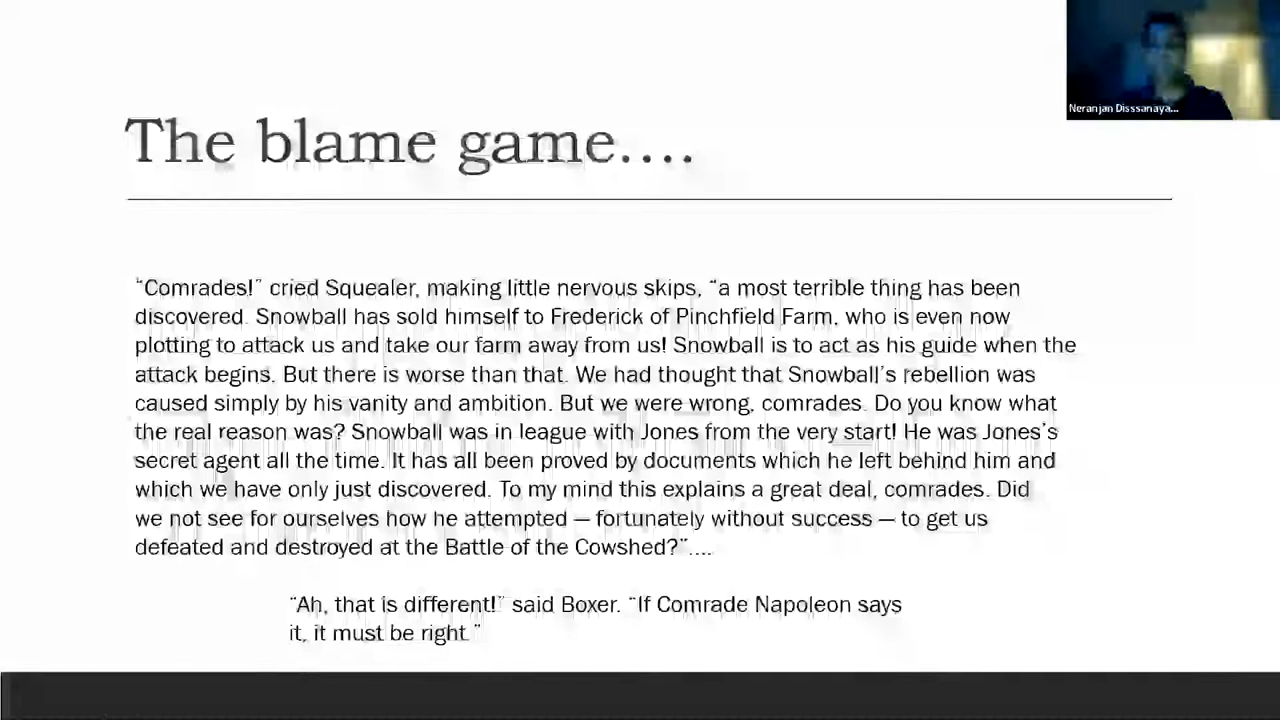 Neranjan Disssanaya...
The blame game....
“Comrades!” cried Squealer, making little nervous skips, “a most terrible thing has been
discovered. Snowball has sold himself to Frederick of Pinchfield Farm, who is even now
plotting to attack us and take our farm away from us! Snowball is to act as his guide when the
attack begins. But there is worse than that. We had thought that Snowball’s rebellion was
caused simply by his vanity and ambition. But we were wrong, comrades. Do you know what
the real reason was? Snowball was in league with Jones from the very start! He was Jones’s
secret agent all the time. It has all been proved by documents which he left behind him and
which we have only just discovered. To my mind this explains a great deal, comrades. Did
we not see for ourselves how he attempted — fortunately without success — to get us
defeated and destroyed at the Battle of the Cowshed?”....
“Ah, that is different!” said Boxer. “If Comrade Napoleon says
it, it must be right.”